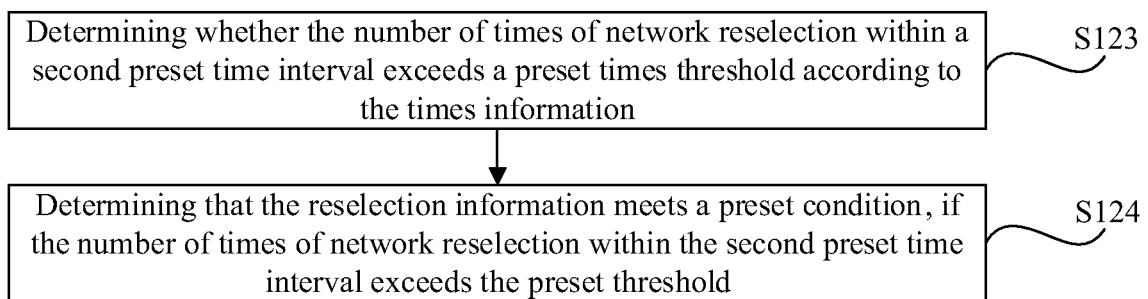 Determining whether the number of times of network reselection within a
second preset time interval exceeds a preset times threshold according to
the times information
S123
Determining that the reselection information meets a preset condition, if
the number of times of network reselection within the second preset time
interval exceeds the preset threshold
S124